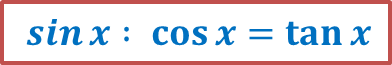 sin x : cos x = tan x